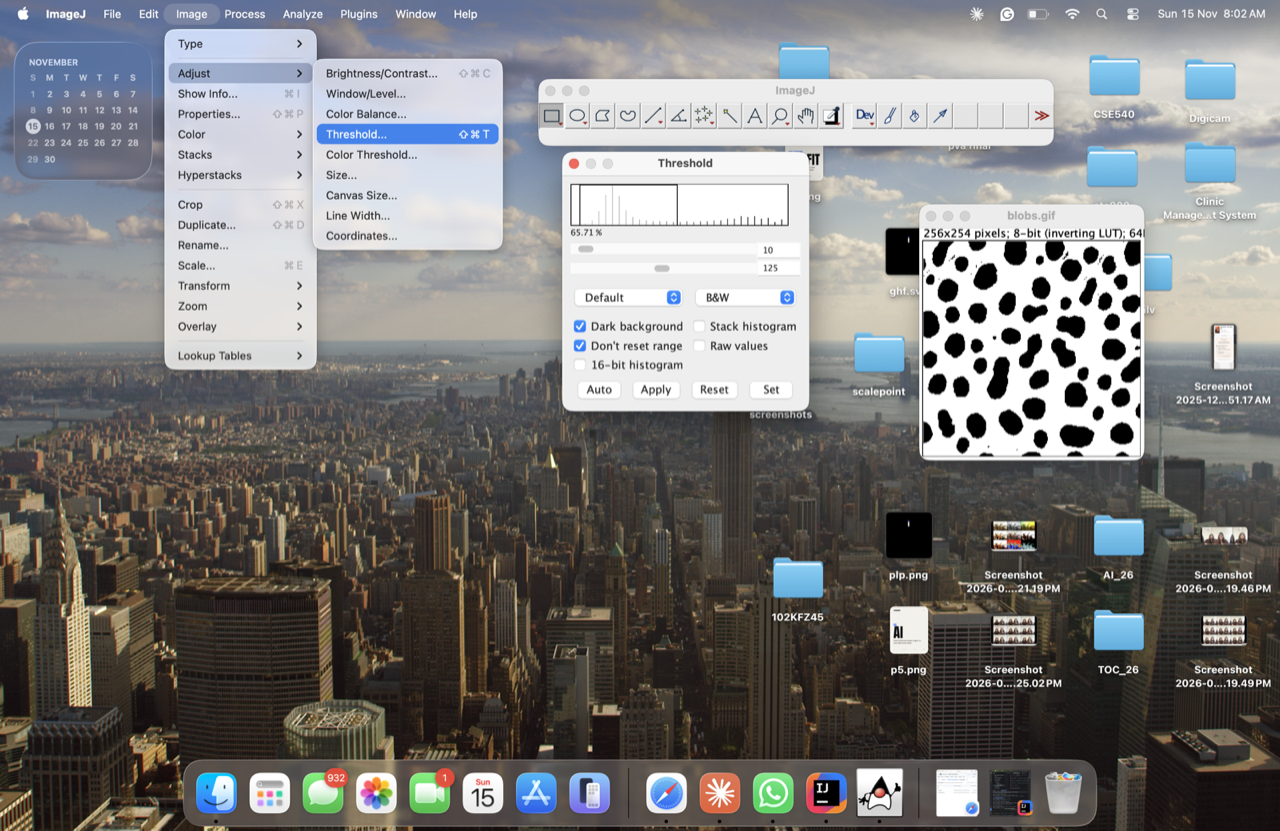 ImageJ File Edit Image Process Analyze Plugins Window Help
Sun 15 Nov 8:02 AM
NOVEMBER
S M T W T F S
1 2 3 4 5 6 7
8 9 10 11 12 13 14
15 16 17 18 19 20 21
22 23 24 25 26 27 28
29 30
Type
Adjust
Show Info... ⌘ I
Properties... ⇧ ⌘ P
Color
Stacks
Hyperstacks
Crop ⇧ ⌘ X
Duplicate... ⇧ ⌘ D
Rename...
Scale... ⌘ E
Transform
Zoom
Overlay
Lookup Tables
Brightness/Contrast... ⇧ ⌘ C
Window/Level...
Color Balance...
Threshold... ⇧ ⌘ T
Color Threshold...
Size...
Canvas Size...
Line Width...
Coordinates...
ImageJ
A Dev
Threshold
65.71 %
10
125
Default B&W
Dark background Stack histogram
Don't reset range Raw values
16-bit histogram
Auto Apply Reset Set
blobs.gif
256x254 pixels; 8-bit (inverting LUT); 64
CSE540
Digicam
Clinic
Manage...t System
scalepoint
Screenshot
2025-12...51.17 AM
screenshots
plp.png
Screenshot
2026-0....21.19 PM
AI_26
Screenshot
2026-0....19.46 PM
102KFZ45
AI
p5.png
Screenshot
2026-0....25.02 PM
TOC_26
Screenshot
2026-0....19.49 PM
932
1
Sun
15
IJ